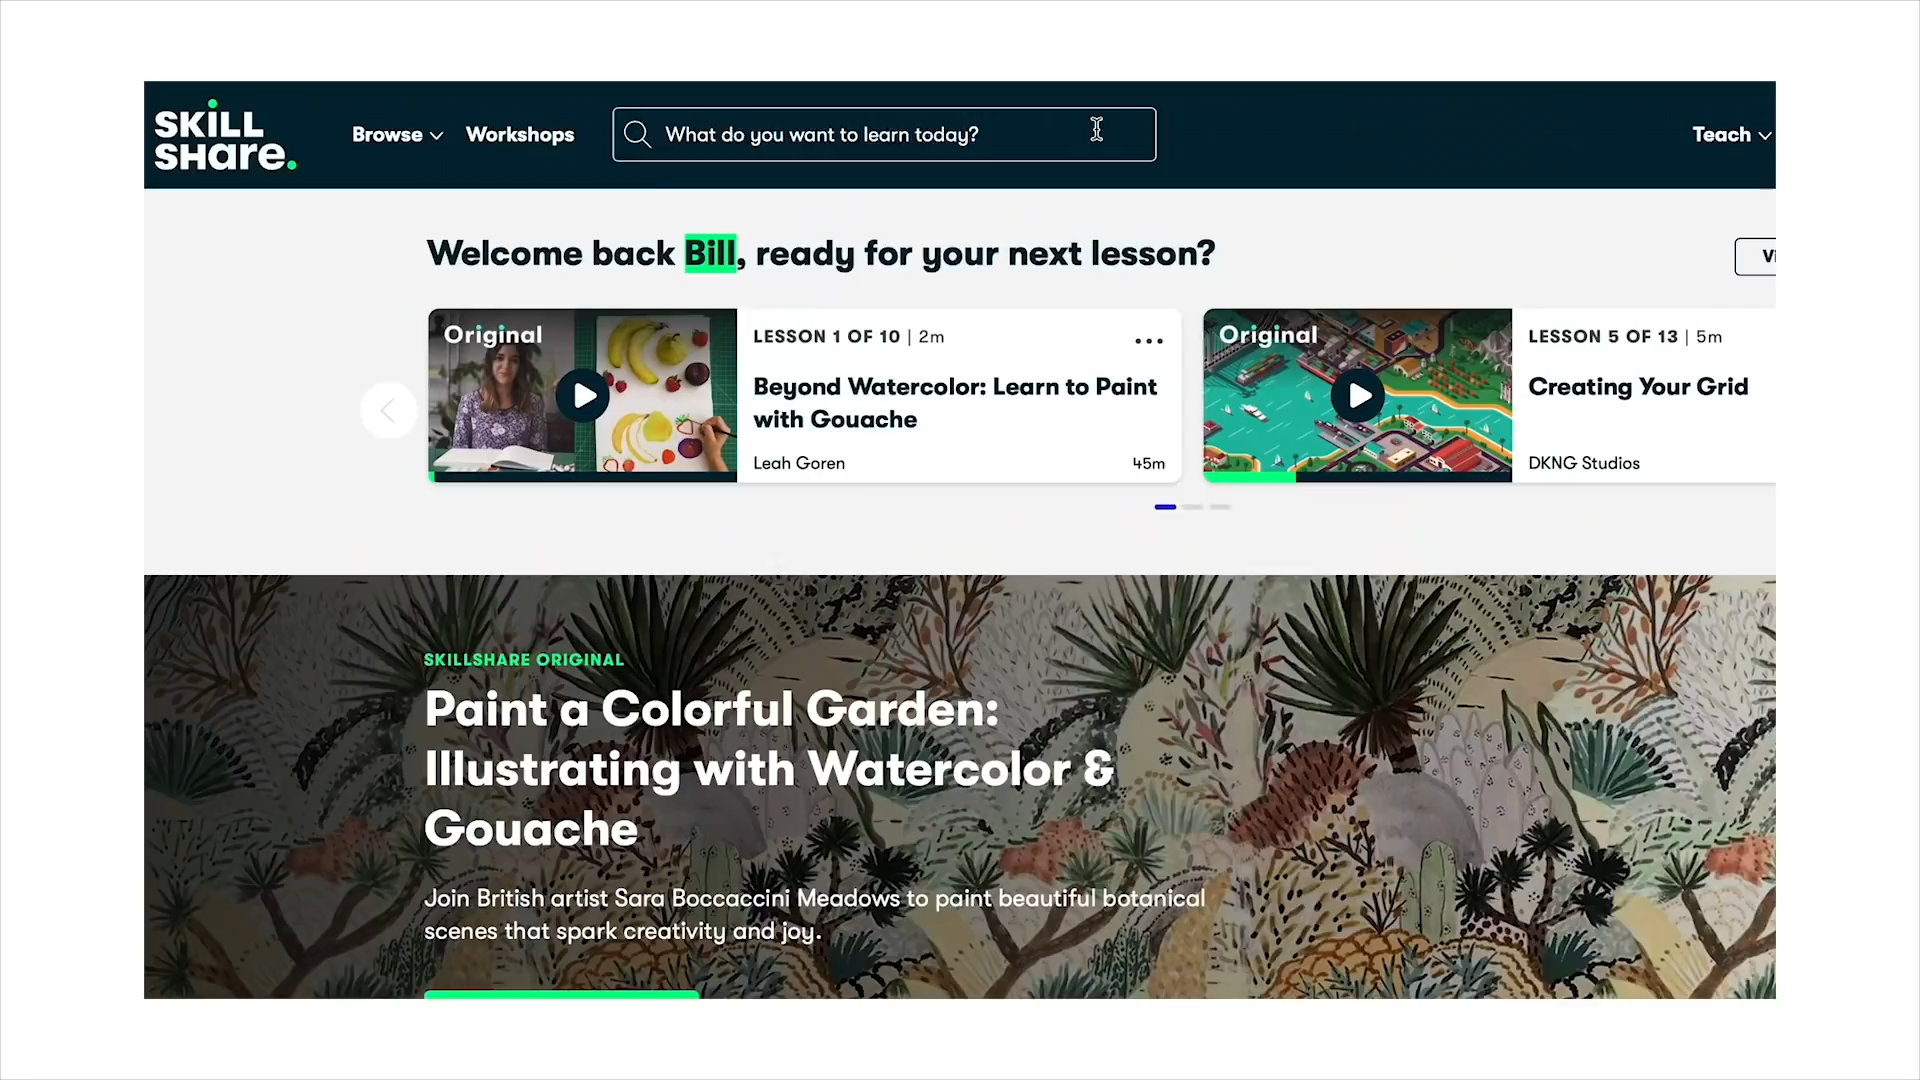 SKILL
SHare.
Browse
Workshops
What do you want to learn today?
Teach
Welcome back Bill, ready for your next lesson?
Original
LESSON 1 OF 10 | 2m
Beyond Watercolor: Learn to Paint
with Gouache
Leah Goren
45m
Original
LESSON 5 OF 13 | 5m
Creating Your Grid
DKNG Studios
SKILLSHARE ORIGINAL
Paint a Colorful Garden:
Illustrating with Watercolor &
Gouache
Join British artist Sara Boccaccini Meadows to paint beautiful botanical
scenes that spark creativity and joy.